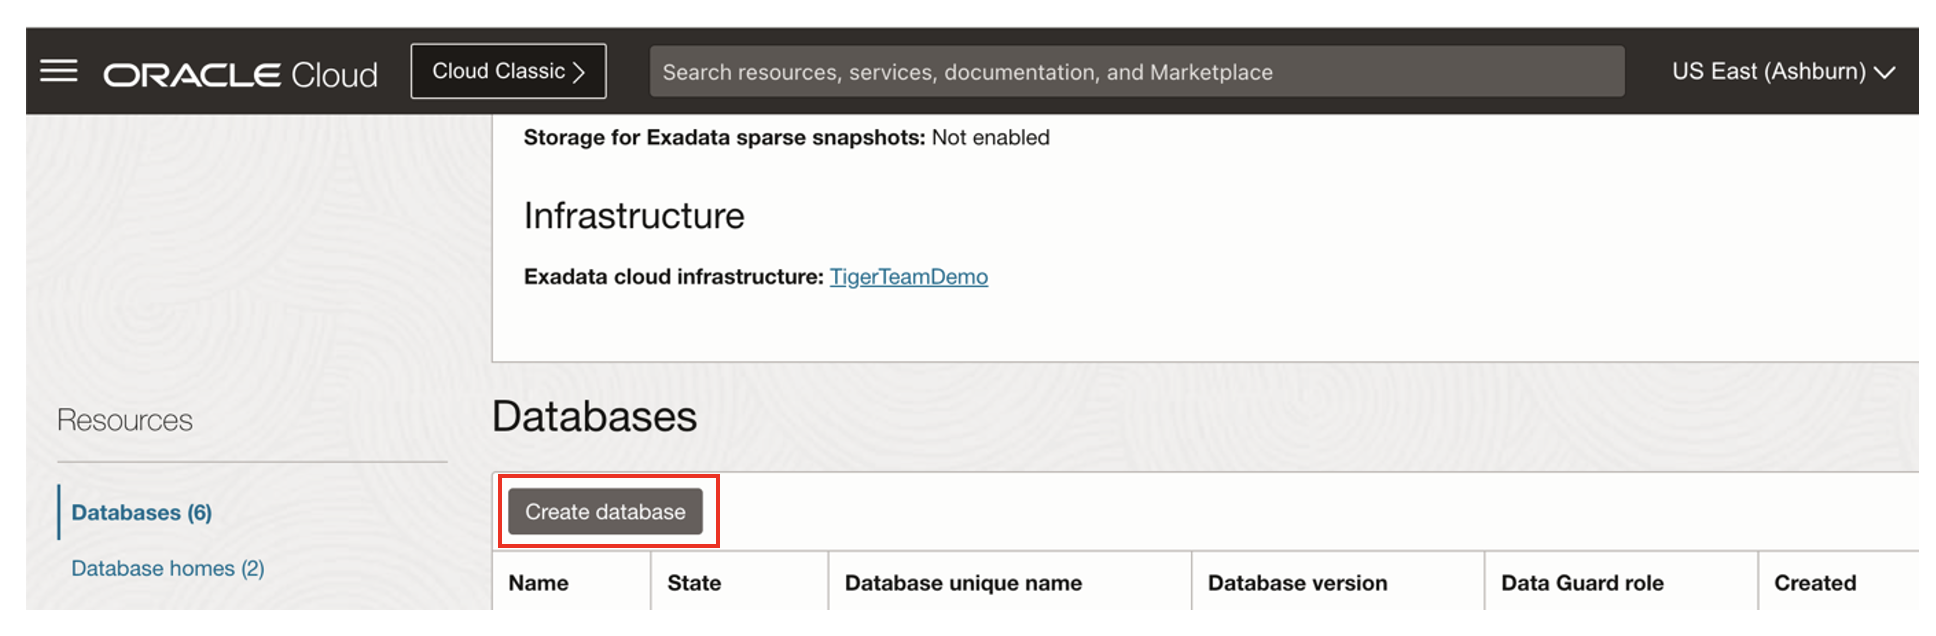 ORACLE Cloud
Cloud Classic
Search resources, services, documentation, and Marketplace
US East (Ashburn)
Storage for Exadata sparse snapshots: Not enabled
Infrastructure
Exadata cloud infrastructure: TigerTeamDemo
Resources
Databases (6)
Database homes (2)
Databases
Create database
Name State Database unique name Database version Data Guard role Created